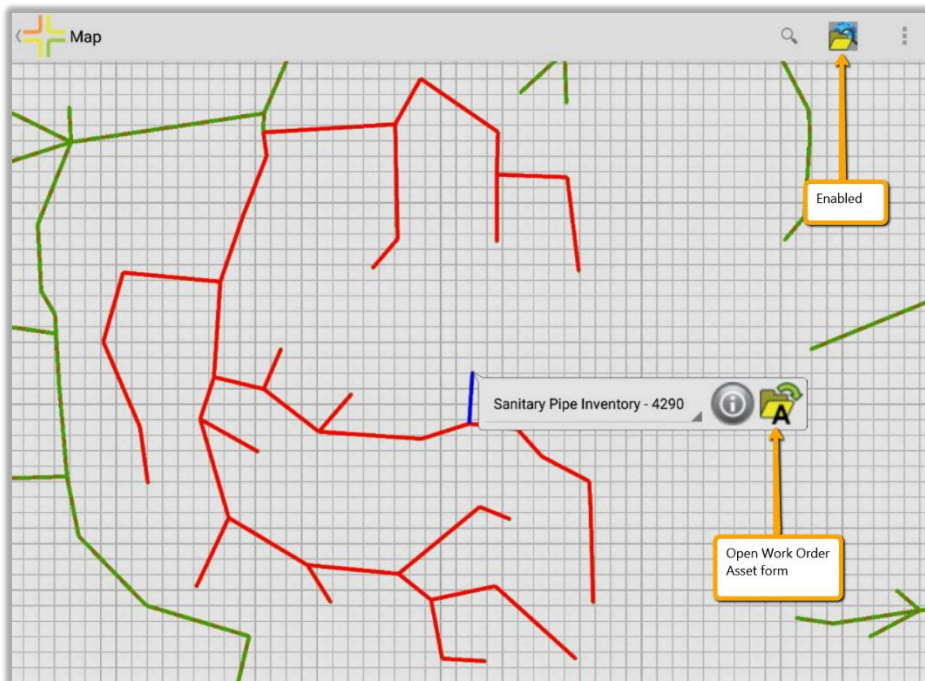 Map
Enabled
Sanitary Pipe Inventory - 4290
A
Open Work Order
Asset form